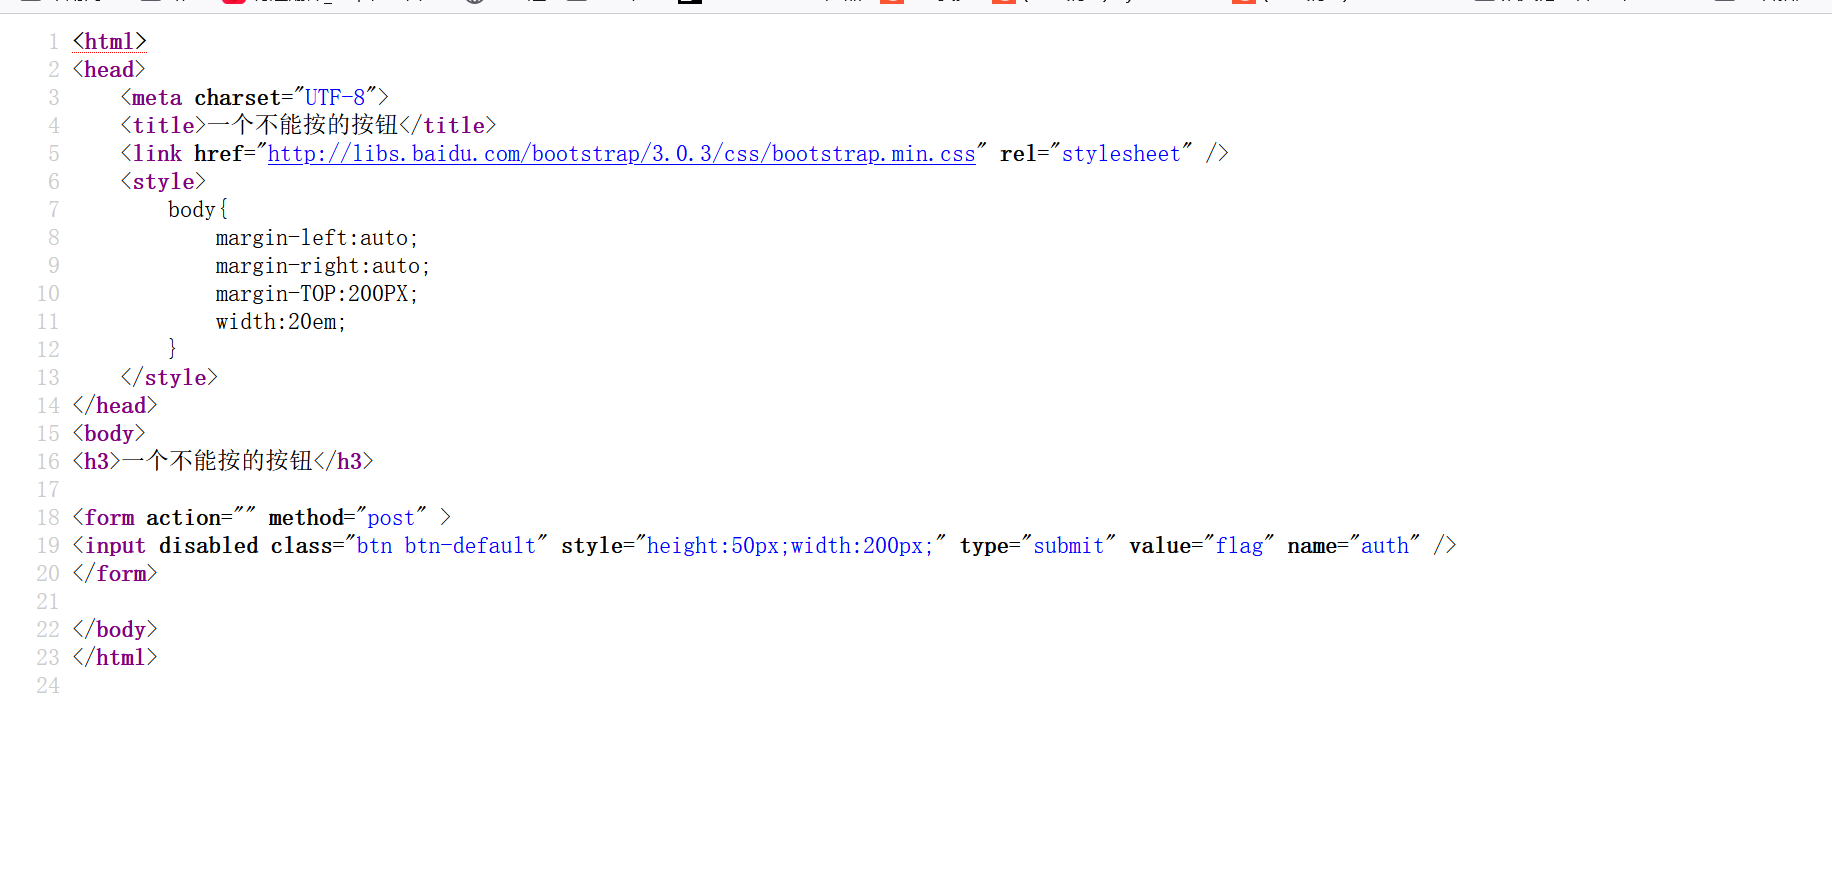 1 <html>
2 <head>
3     <meta charset="UTF-8">
4     <title>一个不能按的按钮</title>
5     <link href="http://libs.baidu.com/bootstrap/3.0.3/css/bootstrap.min.css" rel="stylesheet" />
6     <style>
7         body{
8             margin-left:auto;
9             margin-right:auto;
10             margin-TOP:200PX;
11             width:20em;
12         }
13     </style>
14 </head>
15 <body>
16 <h3>一个不能按的按钮</h3>
17
18 <form action="" method="post" >
19 <input disabled class="btn btn-default" style="height:50px;width:200px;" type="submit" value="flag" name="auth" />
20 </form>
21
22 </body>
23 </html>
24